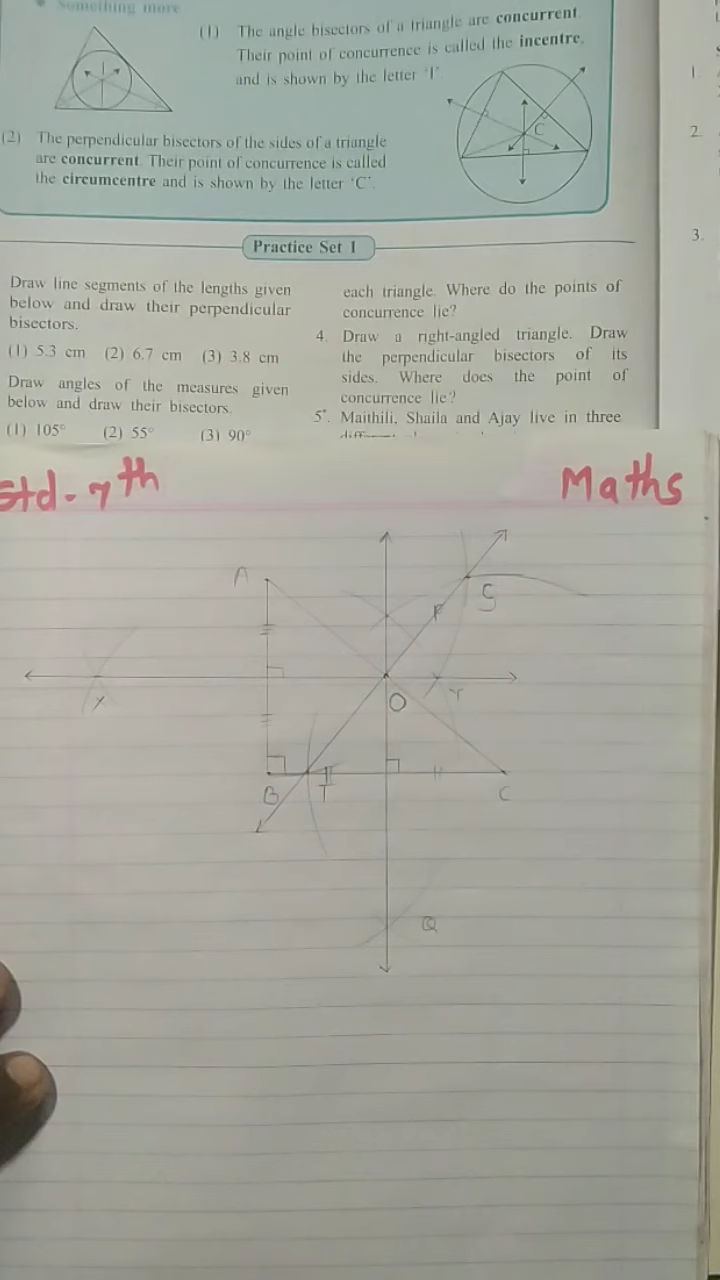 Something more
(1) The angle bisectors of a triangle are concurrent.
Their point of concurrence is called the incentre,
and is shown by the letter 'I'.
I
C
(2) The perpendicular bisectors of the sides of a triangle
are concurrent. Their point of concurrence is called
the circumcentre and is shown by the letter 'C'.
1.
2.
3.
Practice Set 1
Draw line segments of the lengths given
below and draw their perpendicular
bisectors.
(1) 5.3 cm (2) 6.7 cm (3) 3.8 cm
Draw angles of the measures given
below and draw their bisectors.
(1) 105° (2) 55° (3) 90°
each triangle. Where do the points of
concurrence lie?
4. Draw a right-angled triangle. Draw
the perpendicular bisectors of its
sides. Where does the point of
concurrence lie?
5*. Maithili, Shaila and Ajay live in three
Std-7th Maths
A
S
X
O
Y
B
T
C
Q